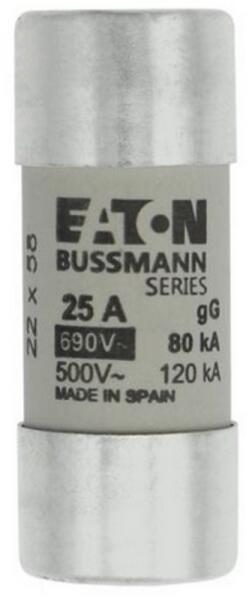 EATON
BUSSMANN
SERIES
25 A gG
690V~ 80 kA
500V~ 120 kA
MADE IN SPAIN
22 x 58